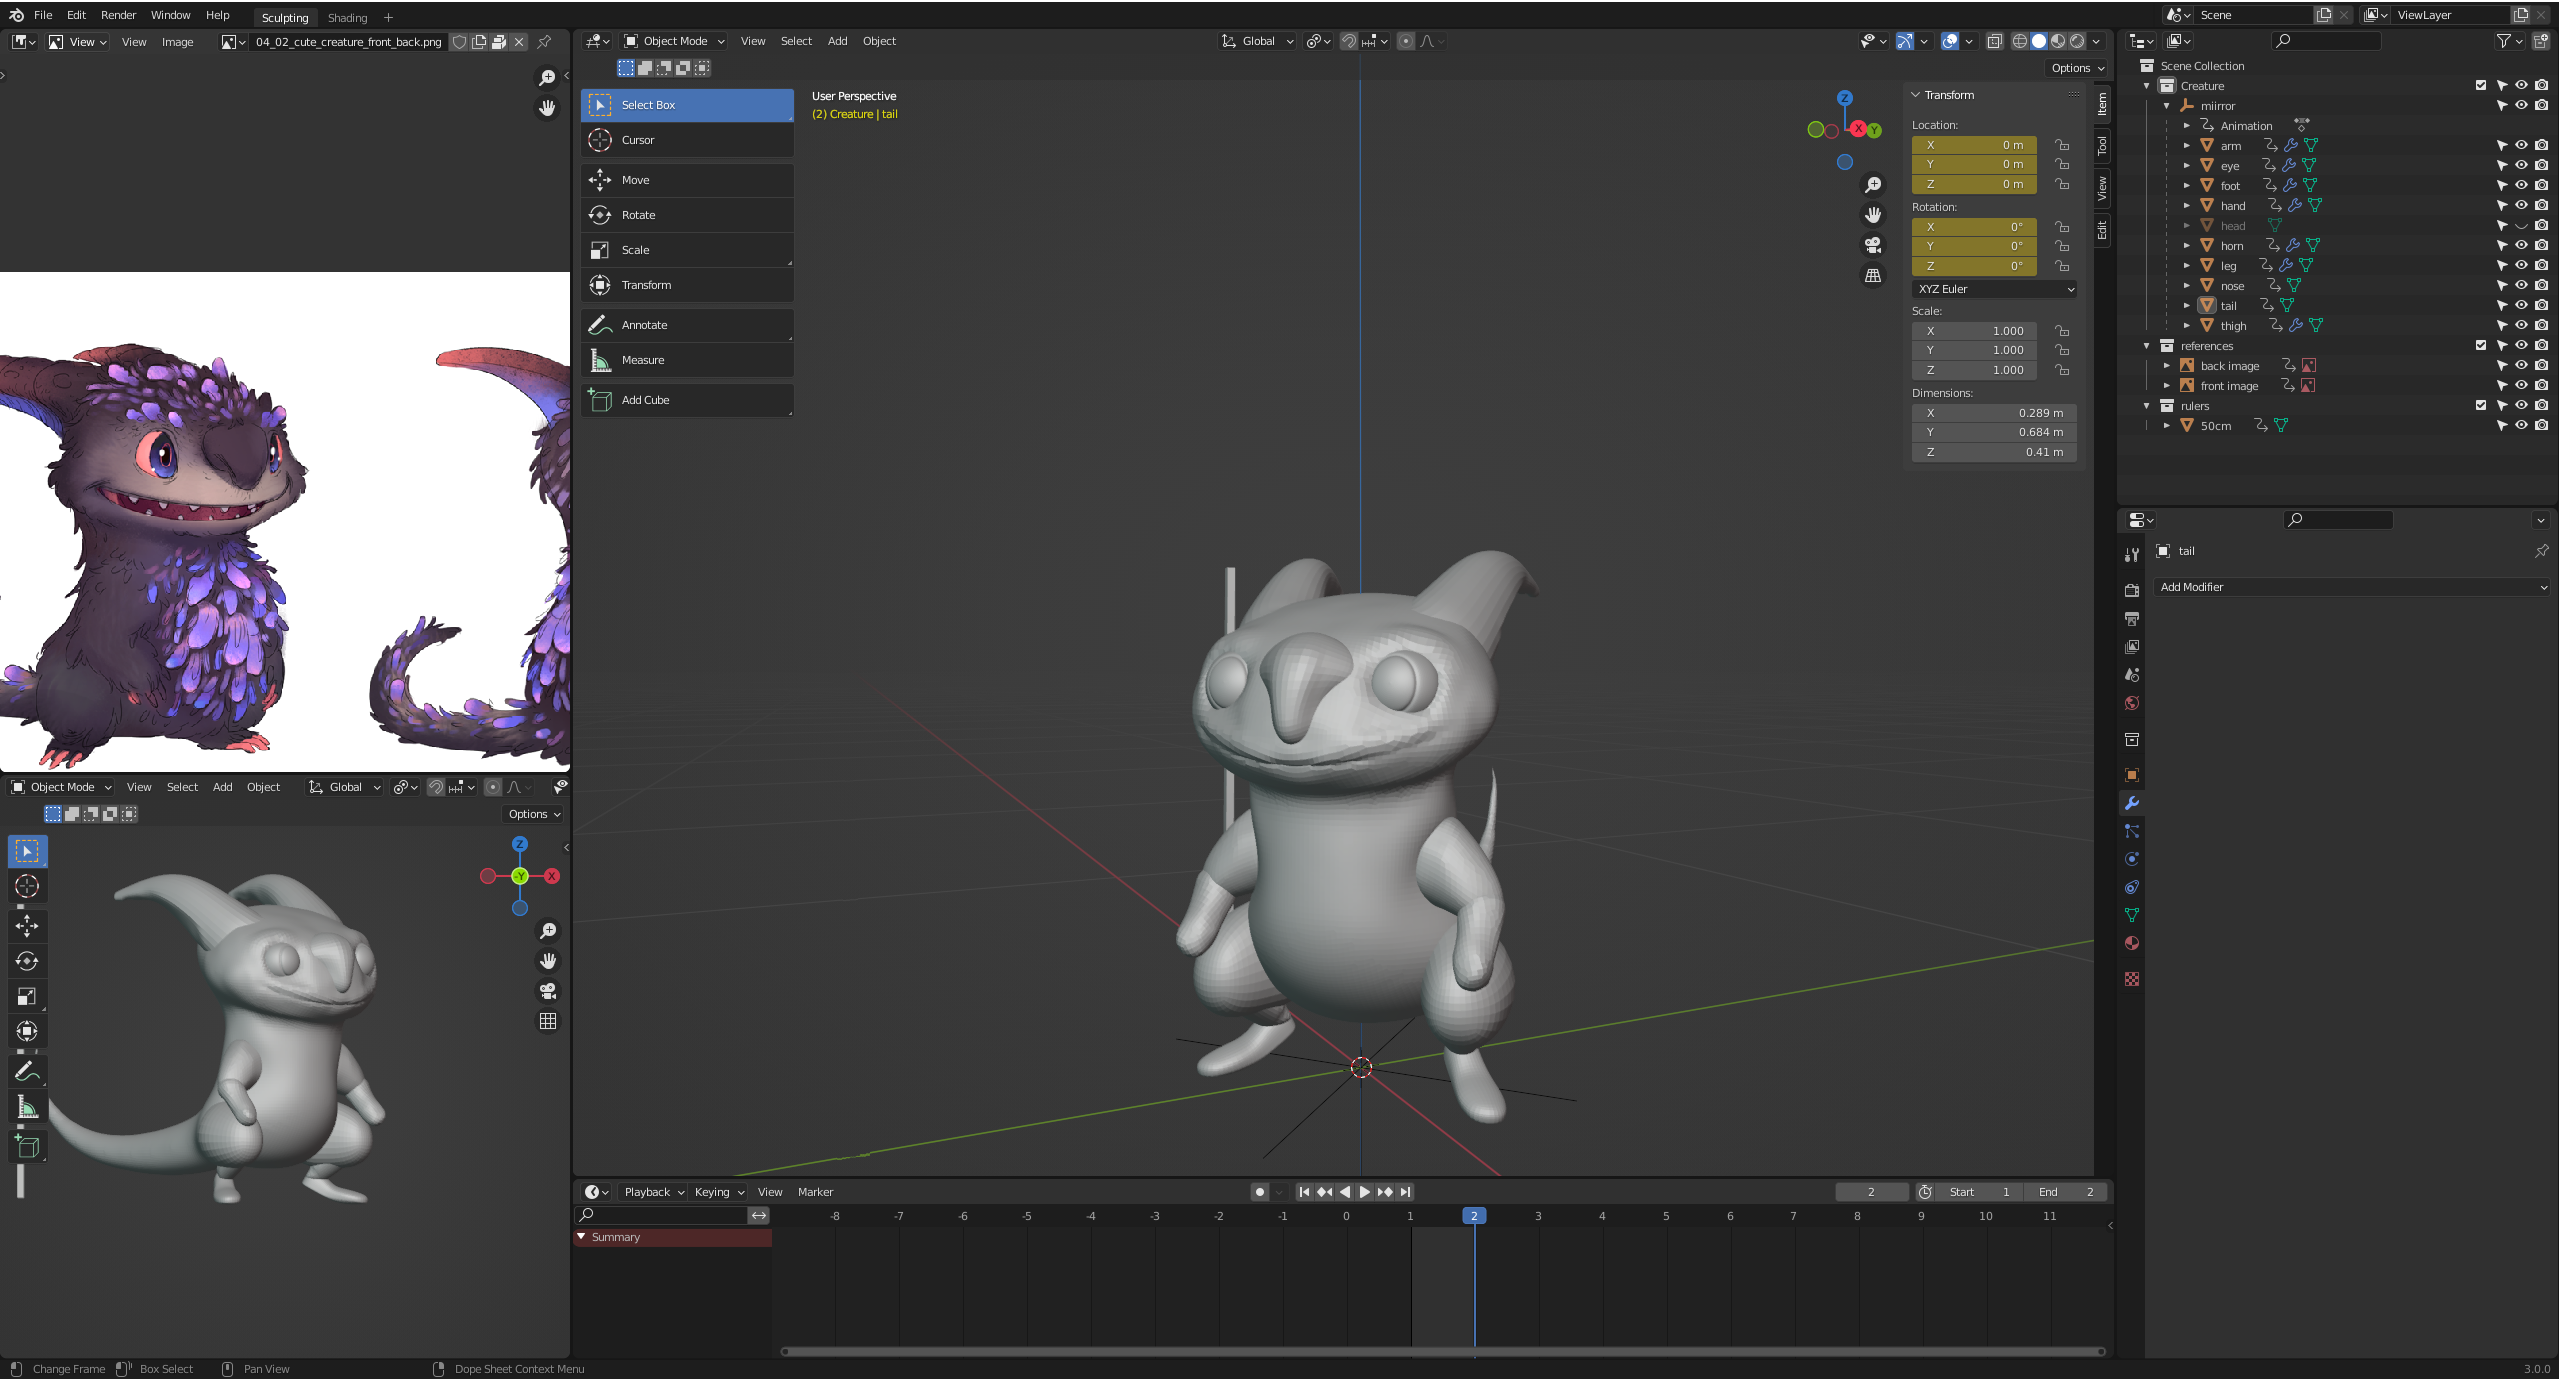 File Edit Render Window Help Sculpting Shading + Scene ViewLayer
View View Image 04_02_cute_creature_front_back.png
Object Mode View Select Add Object Global
Options
Select Box
Cursor
Move
Rotate
Scale
Transform
Annotate
Measure
Add Cube
User Perspective
(2) Creature | tail
Z
X
Y
Transform
Location:
X 0 m
Y 0 m
Z 0 m
Rotation:
X 0°
Y 0°
Z 0°
XYZ Euler
Scale:
X 1.000
Y 1.000
Z 1.000
Dimensions:
X 0.289 m
Y 0.684 m
Z 0.41 m
Item
Tool
View
Edit
Scene Collection
Creature
miirror
Animation
arm
eye
foot
hand
head
horn
leg
nose
tail
thigh
references
back image
front image
rulers
50cm
tail
Add Modifier
Object Mode View Select Add Object Global
Options
Z
-Y
X
Playback Keying View Marker 2 Start 1 End 2
-8 -7 -6 -5 -4 -3 -2 -1 0 1 2 3 4 5 6 7 8 9 10 11
Summary
Change Frame Box Select Pan View Dope Sheet Context Menu 3.0.0